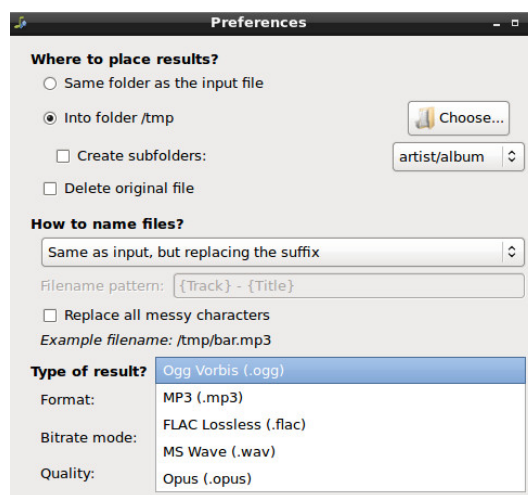 Preferences
Where to place results?
Same folder as the input file
Into folder /tmp
Choose...
Create subfolders:
artist/album
Delete original file
How to name files?
Same as input, but replacing the suffix
Filename pattern: {Track} - {Title}
Replace all messy characters
Example filename: /tmp/bar.mp3
Type of result?
Ogg Vorbis (.ogg)
Format:
MP3 (.mp3)
FLAC Lossless (.flac)
Bitrate mode:
MS Wave (.wav)
Quality:
Opus (.opus)